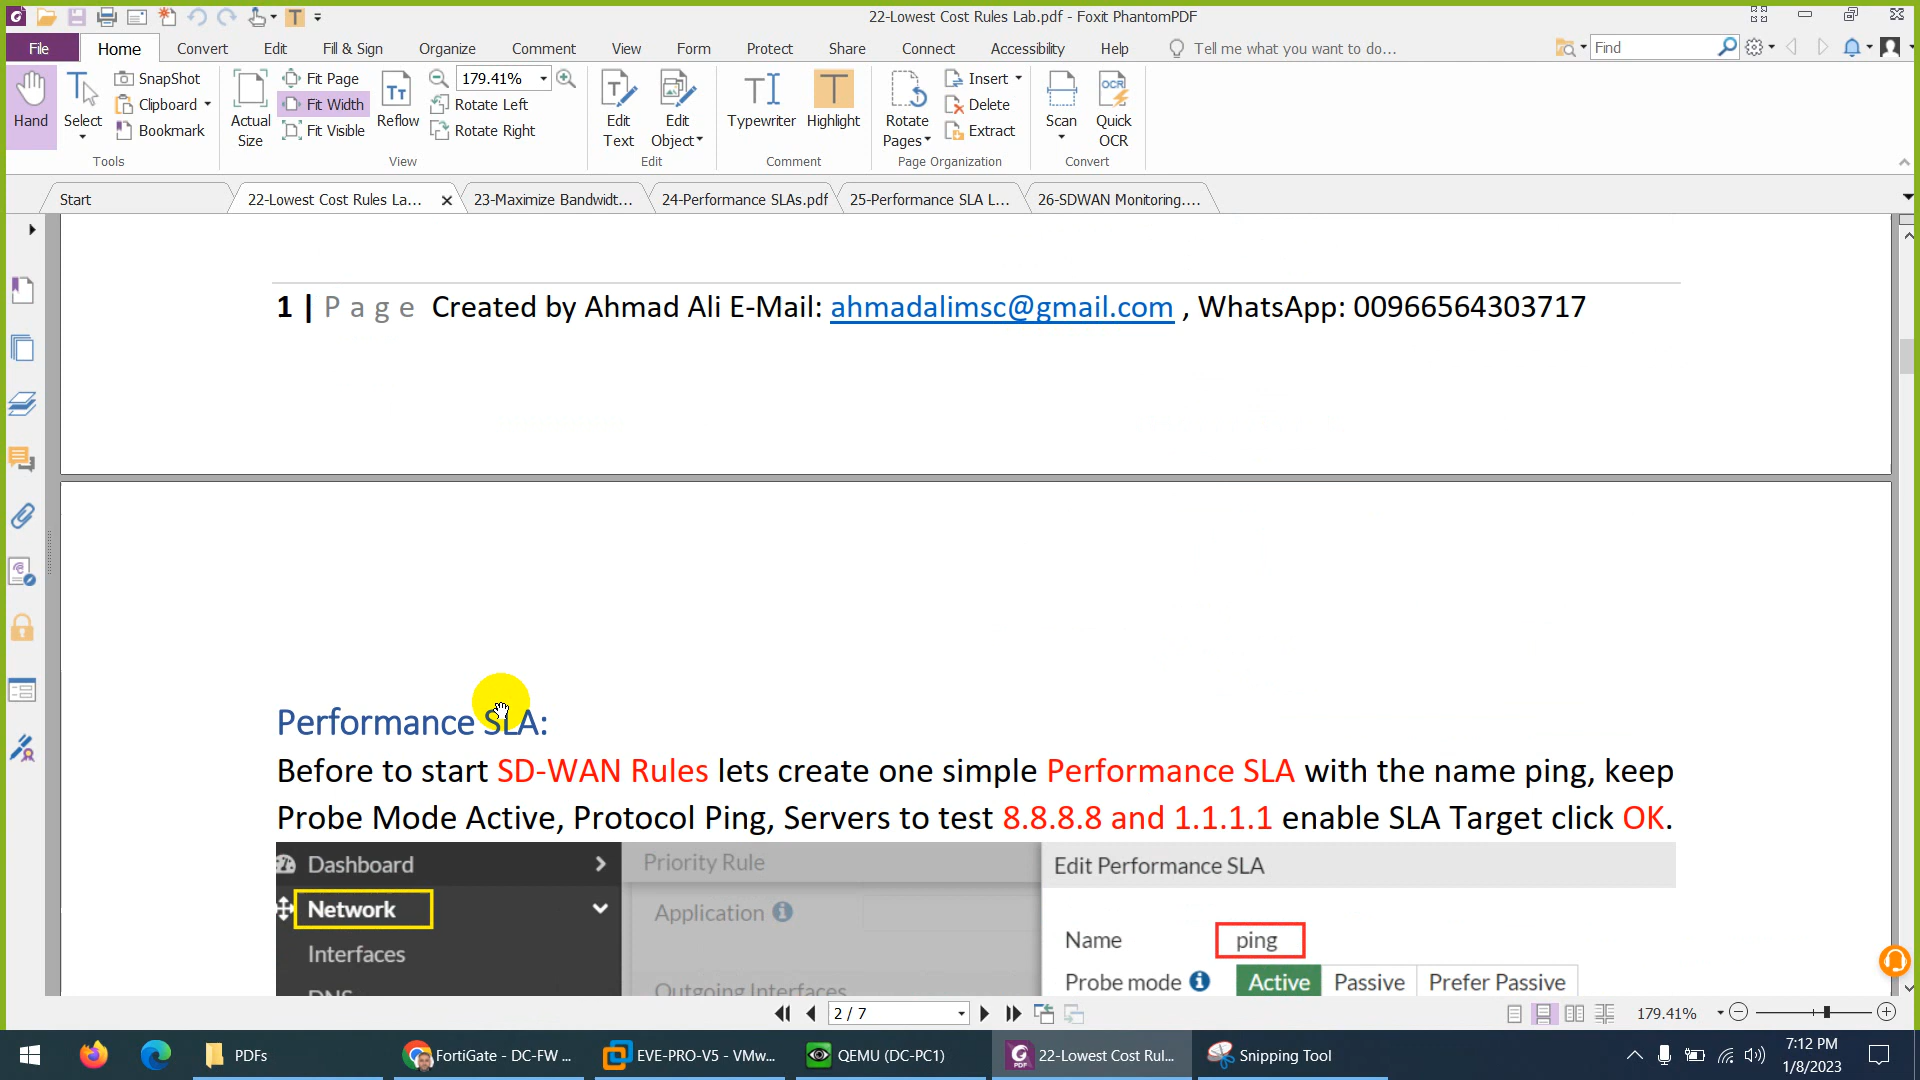 22-Lowest Cost Rules Lab.pdf - Foxit PhantomPDF
File Home Convert Edit Fill & Sign Organize Comment View Form Protect Share Connect Accessibility Help Tell me what you want to do... Find
Hand
Select
SnapShot
Clipboard
Bookmark
Tools
Actual Size
Fit Page
Fit Width
Fit Visible
Reflow
179.41%
Rotate Left
Rotate Right
View
Edit Text
Edit Object
Edit
Typewriter
Highlight
Comment
Rotate Pages
Insert
Delete
Extract
Page Organization
Scan
OCR
Quick OCR
Convert
Start
22-Lowest Cost Rules La...
23-Maximize Bandwidt...
24-Performance SLAs.pdf
25-Performance SLA L...
26-SDWAN Monitoring....
1 | P a g e Created by Ahmad Ali E-Mail: ahmadalimsc@gmail.com , WhatsApp: 00966564303717
Performance SLA:
Before to start SD-WAN Rules lets create one simple Performance SLA with the name ping, keep
Probe Mode Active, Protocol Ping, Servers to test 8.8.8.8 and 1.1.1.1 enable SLA Target click OK.
Dashboard
Network
Interfaces
DNS
Priority Rule
Application
Outgoing Interfaces
Edit Performance SLA
Name ping
Probe mode Active Passive Prefer Passive
2 / 7
179.41%
PDFs
FortiGate - DC-FW ...
EVE-PRO-V5 - VMw...
QEMU (DC-PC1)
PDF
22-Lowest Cost Rul...
Snipping Tool
7:12 PM
1/8/2023